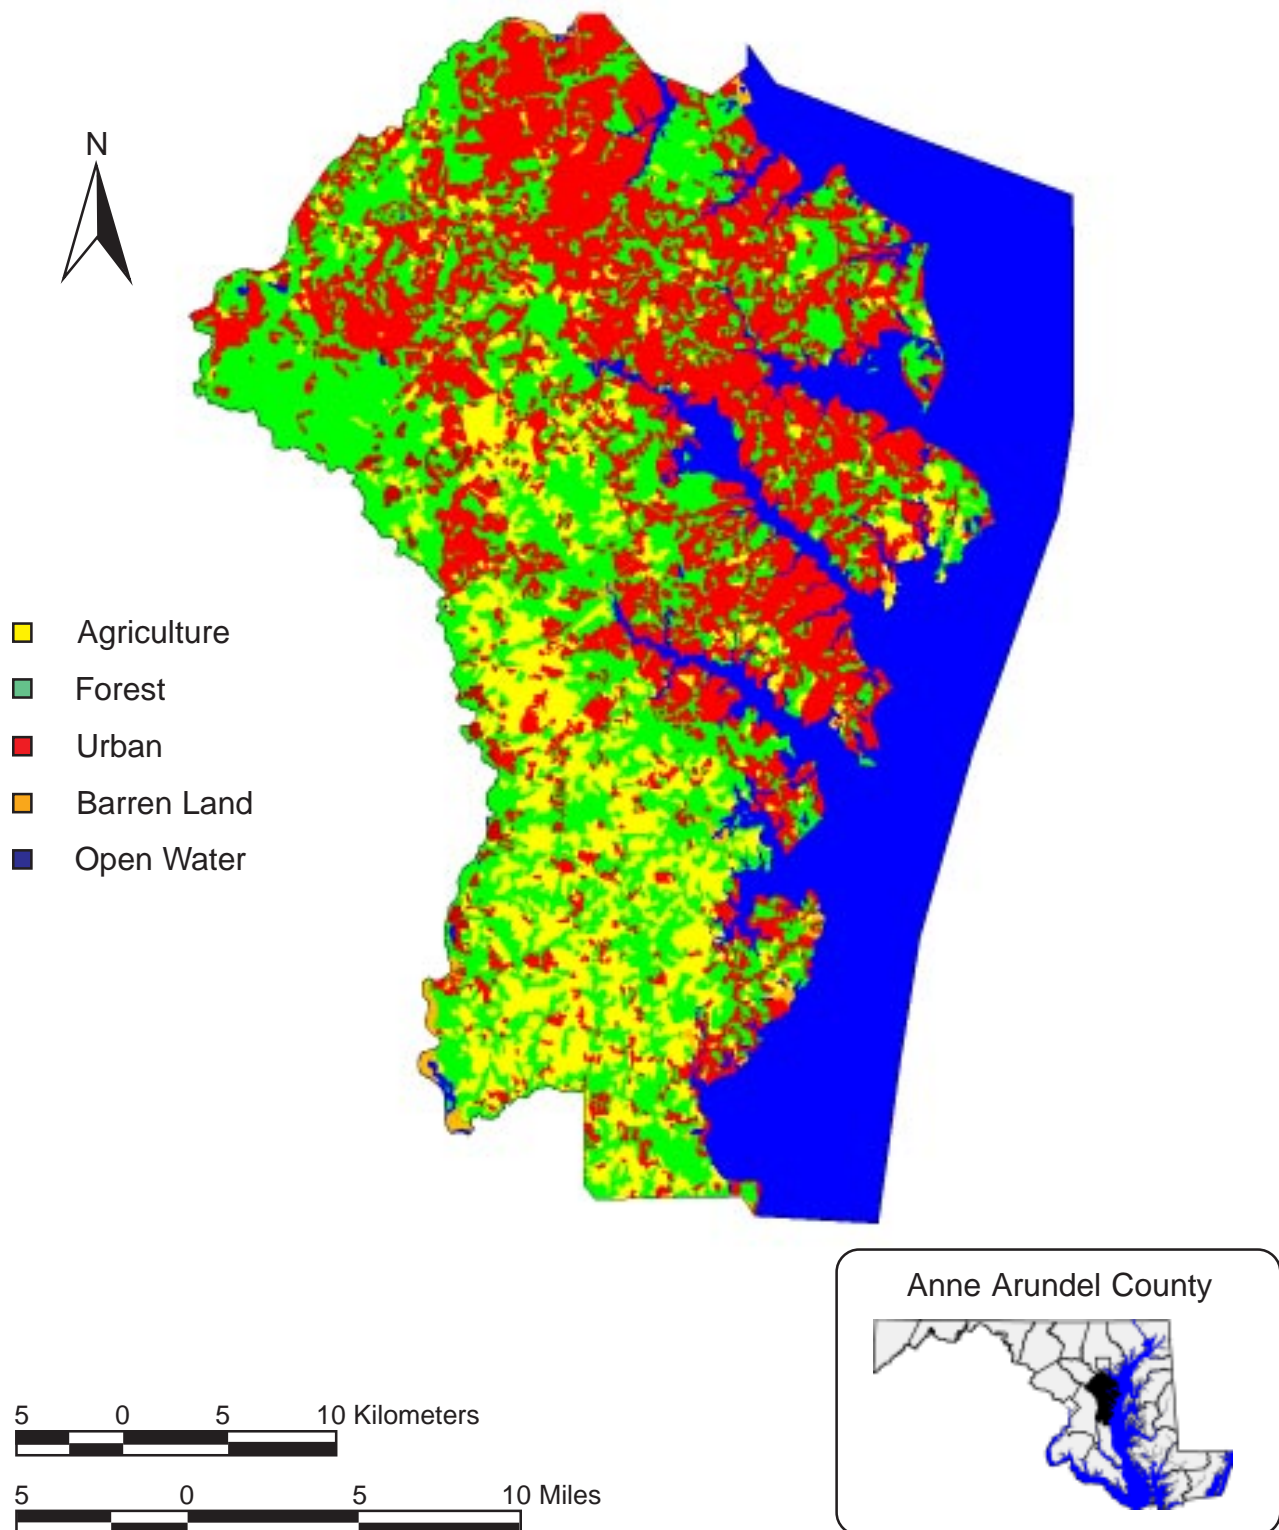 N
Agriculture
Forest
Urban
Barren Land
Open Water
Anne Arundel County
5 0 5 10 Kilometers
5 0 5 10 Miles